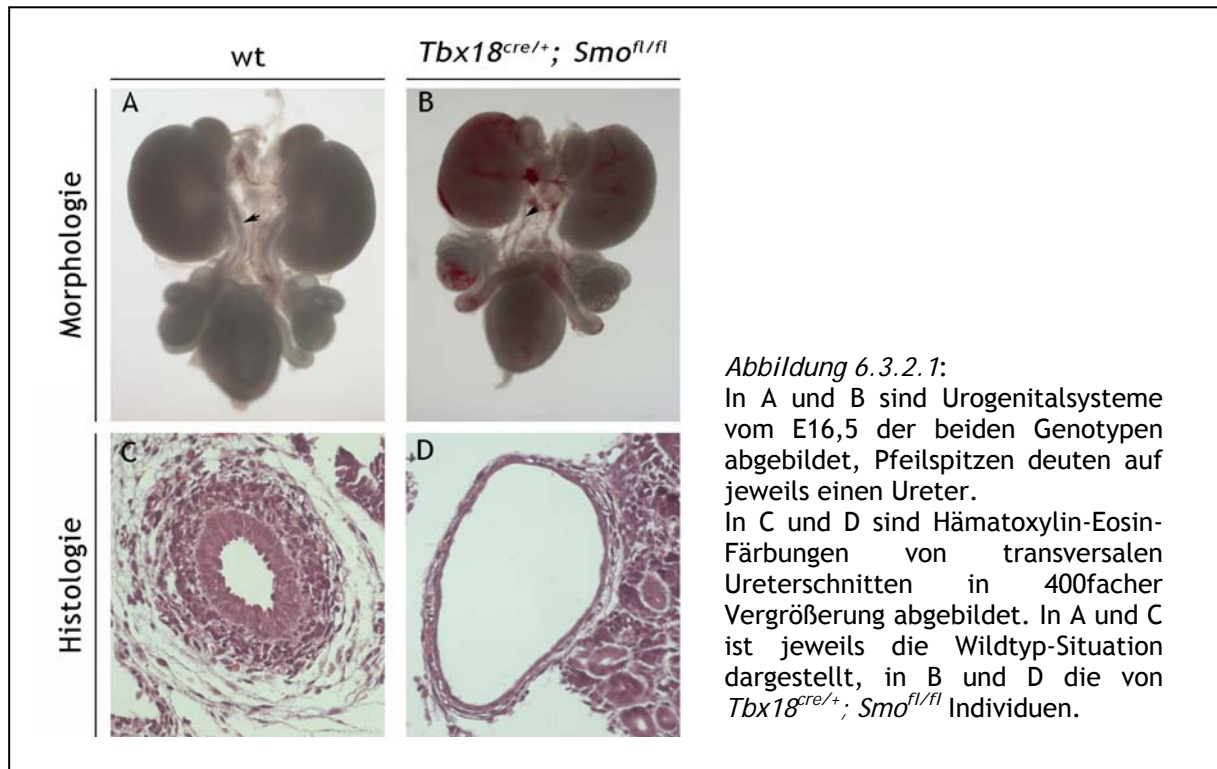 wt
Tbx18cre/+; Smofl/fl
Morphologie
A
B
Histologie
C
D
Abbildung 6.3.2.1:
In A und B sind Urogenitalsysteme
vom E16,5 der beiden Genotypen
abgebildet, Pfeilspitzen deuten auf
jeweils einen Ureter.
In C und D sind Hämatoxylin-Eosin-
Färbungen von transversalen
Ureterschnitten in 400facher
Vergrößerung abgebildet. In A und C
ist jeweils die Wildtyp-Situation
dargestellt, in B und D die von
Tbx18cre/+; Smofl/fl Individuen.